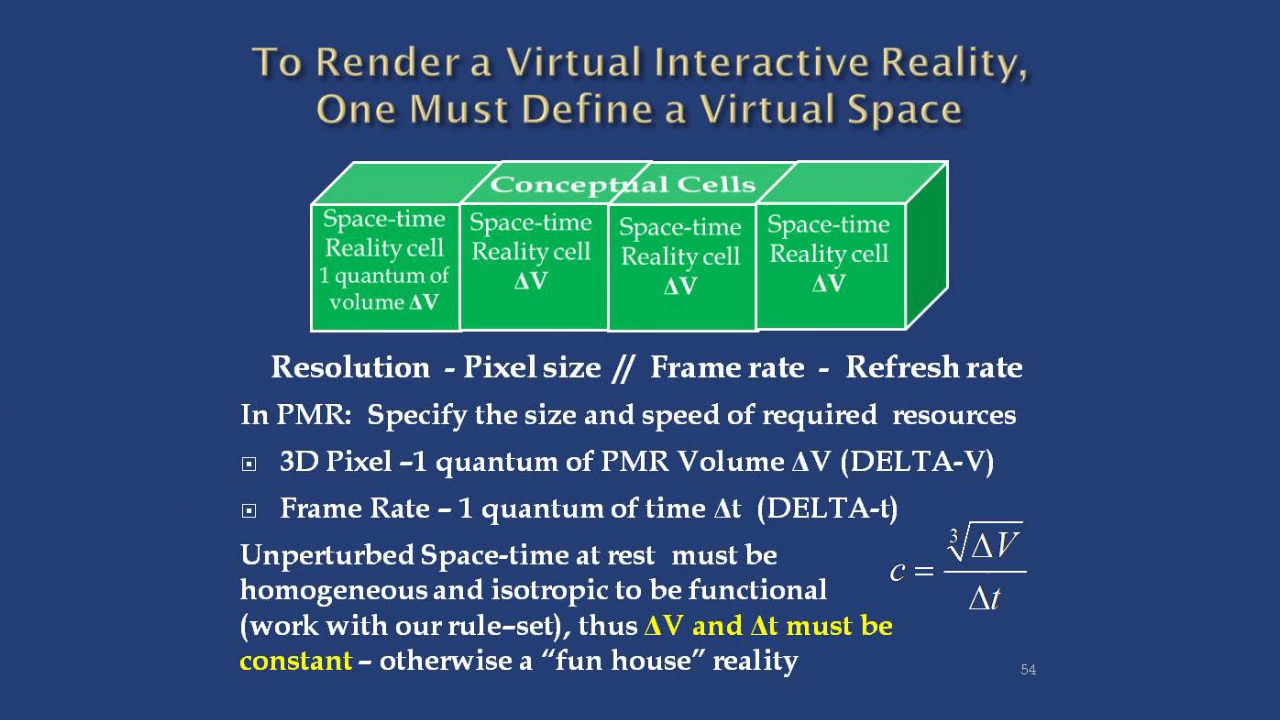 To Render a Virtual Interactive Reality,
One Must Define a Virtual Space
Conceptual Cells
Space-time
Reality cell
1 quantum of
volume ΔV
Space-time
Reality cell
ΔV
Space-time
Reality cell
ΔV
Space-time
Reality cell
ΔV
Resolution - Pixel size // Frame rate - Refresh rate
In PMR: Specify the size and speed of required resources
3D Pixel –1 quantum of PMR Volume ΔV (DELTA-V)
Frame Rate – 1 quantum of time Δt (DELTA-t)
Unperturbed Space-time at rest must be
homogeneous and isotropic to be functional
(work with our rule–set), thus ΔV and Δt must be
constant – otherwise a “fun house” reality
c = ∛ΔV / Δt
54